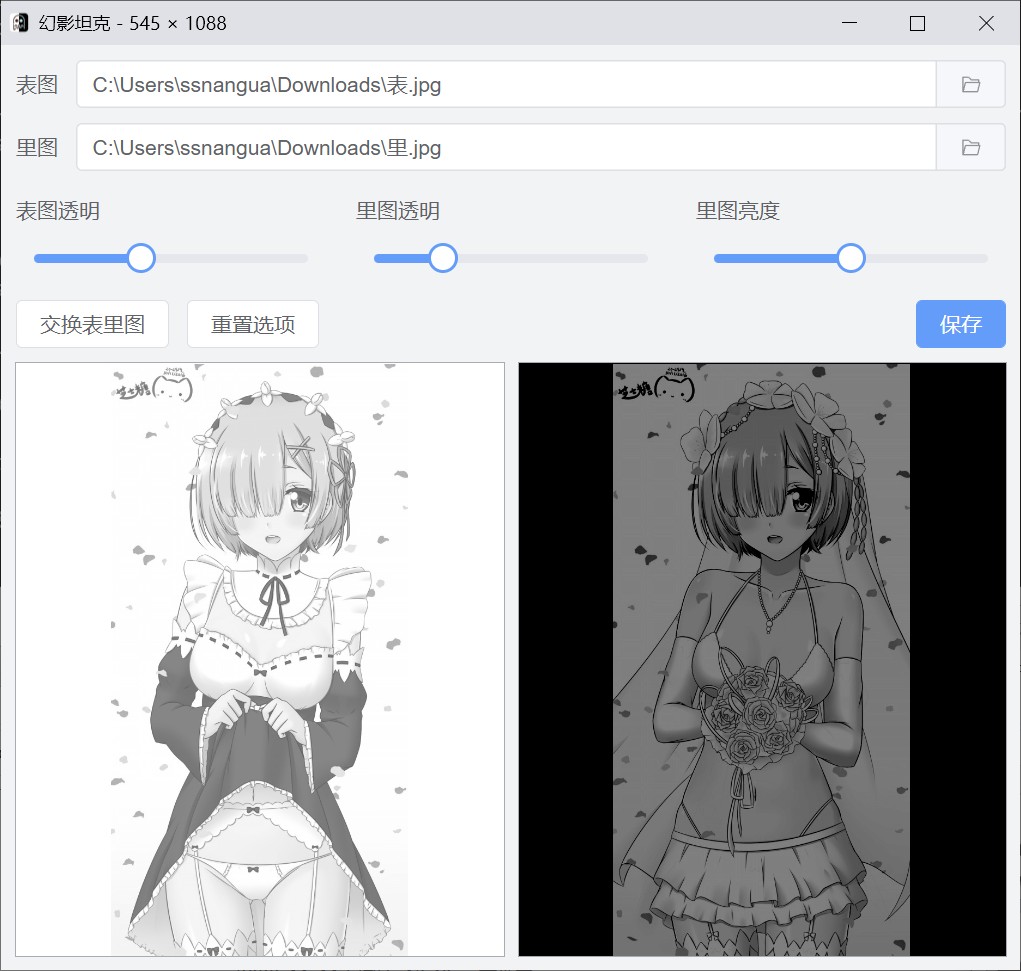 幻影坦克 - 545 × 1088
表图 C:\Users\ssnangua\Downloads\表.jpg
里图 C:\Users\ssnangua\Downloads\里.jpg
表图透明 里图透明 里图亮度
交换表里图 重置选项 保存